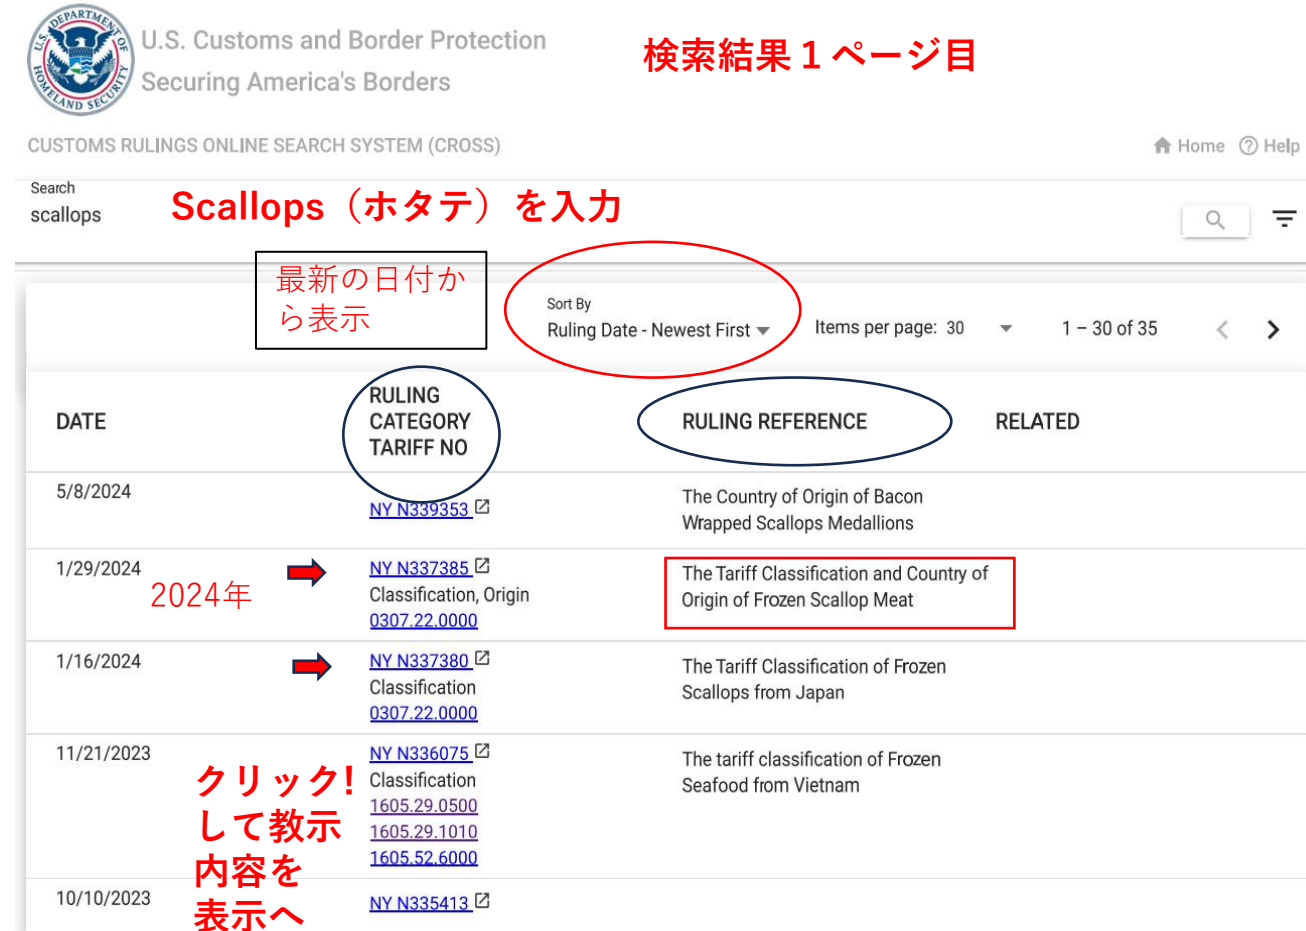 U.S. DEPARTMENT OF
HOMELAND SECURITY
U.S. Customs and Border Protection
Securing America's Borders
検索結果１ページ目
CUSTOMS RULINGS ONLINE SEARCH SYSTEM (CROSS)
Home
Help
Search
scallops
Scallops（ホタテ）を入力
最新の日付か
ら表示
Sort By
Ruling Date - Newest First
Items per page: 30
1 – 30 of 35
DATE
RULING
CATEGORY
TARIFF NO
RULING REFERENCE
RELATED
5/8/2024
NY N339353
The Country of Origin of Bacon
Wrapped Scallops Medallions
1/29/2024
2024年
NY N337385
Classification, Origin
0307.22.0000
The Tariff Classification and Country of
Origin of Frozen Scallop Meat
1/16/2024
NY N337380
Classification
0307.22.0000
The Tariff Classification of Frozen
Scallops from Japan
11/21/2023
NY N336075
Classification
1605.29.0500
1605.29.1010
1605.52.6000
The tariff classification of Frozen
Seafood from Vietnam
クリック!
して教示
内容を
表示へ
10/10/2023
NY N335413